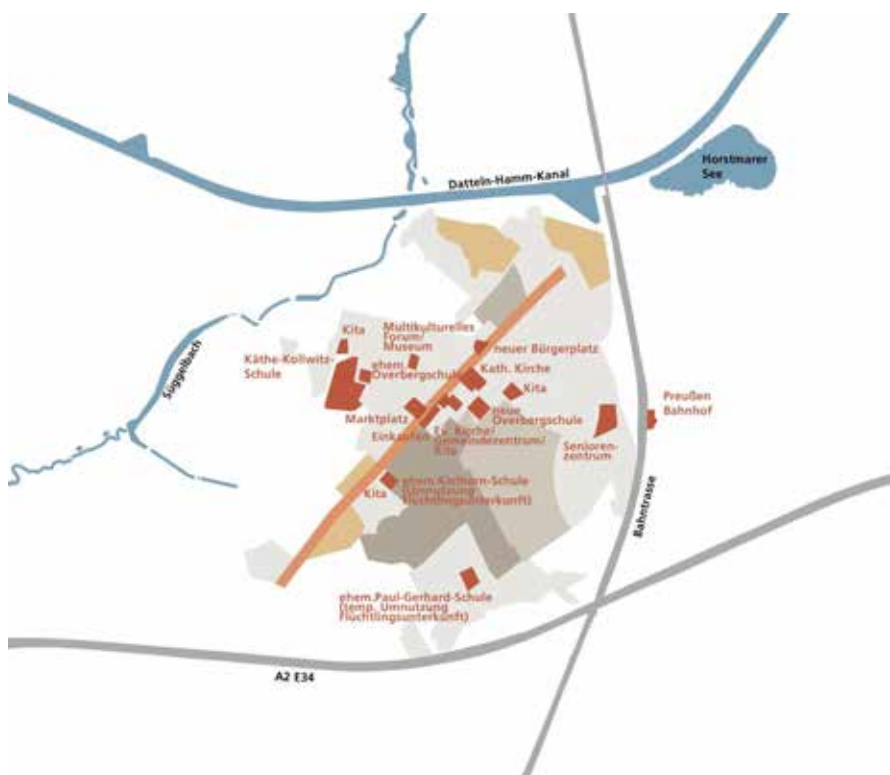 Horstmarer
See
Datteln-Hamm-Kanal
Süggelbach
Kita
Multikulturelles
Forum/
Museum
neuer Bürgerplatz
Käthe-Kollwitz-
Schule
ehem.
Overbergschule
Kath. Kirche
Kita
Preußen
Bahnhof
Marktplatz
neue
Overbergschule
Einkaufen
Ev. Kirche/
Gemeindezentrum/
Kita
Senioren-
zentrum
Kita
ehem.Kielhorn-Schule
(Umnutzung
Flüchtlingsunterkunft)
Bahntrasse
ehem.Paul-Gerhard-Schule
(temp. Umnutzung
Flüchtlingsunterkunft)
A2 E34